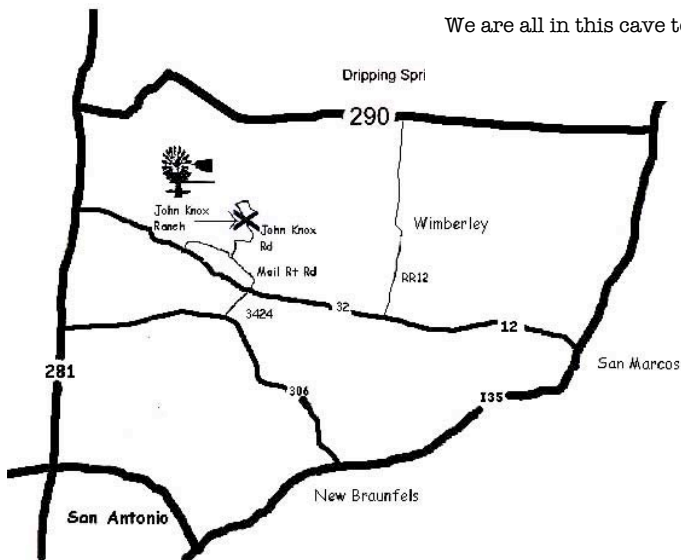 We are all in this cave to
Dripping Spri
290
John Knox
Ranch
John Knox
Rd
Wimberley
Mail Rt Rd
RR12
32
3424
12
281
San Marcos
306
I35
New Braunfels
San Antonio